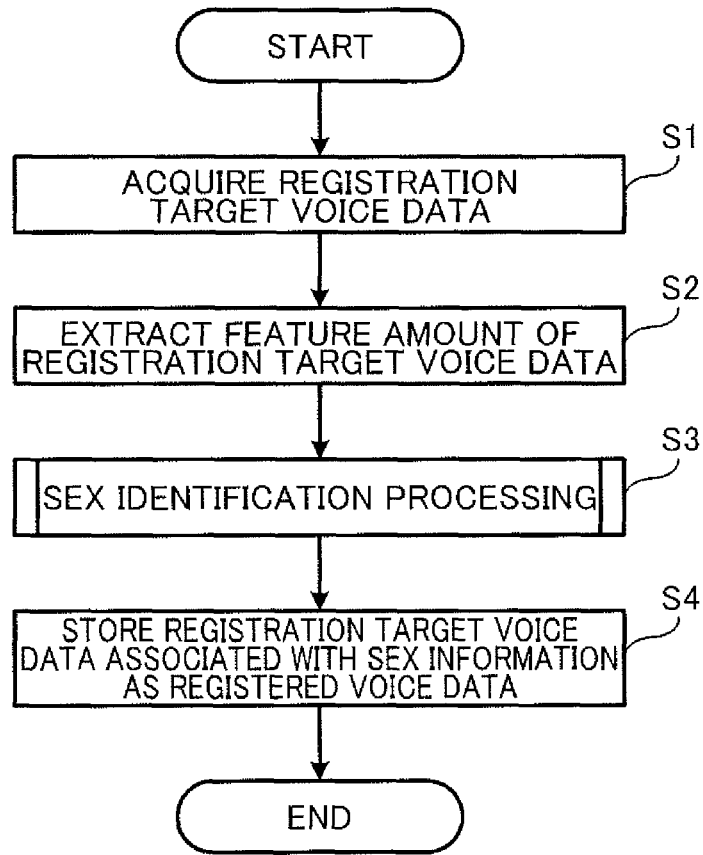 START
S1
ACQUIRE REGISTRATION
TARGET VOICE DATA
S2
EXTRACT FEATURE AMOUNT OF
REGISTRATION TARGET VOICE DATA
S3
SEX IDENTIFICATION PROCESSING
S4
STORE REGISTRATION TARGET VOICE
DATA ASSOCIATED WITH SEX INFORMATION
AS REGISTERED VOICE DATA
END